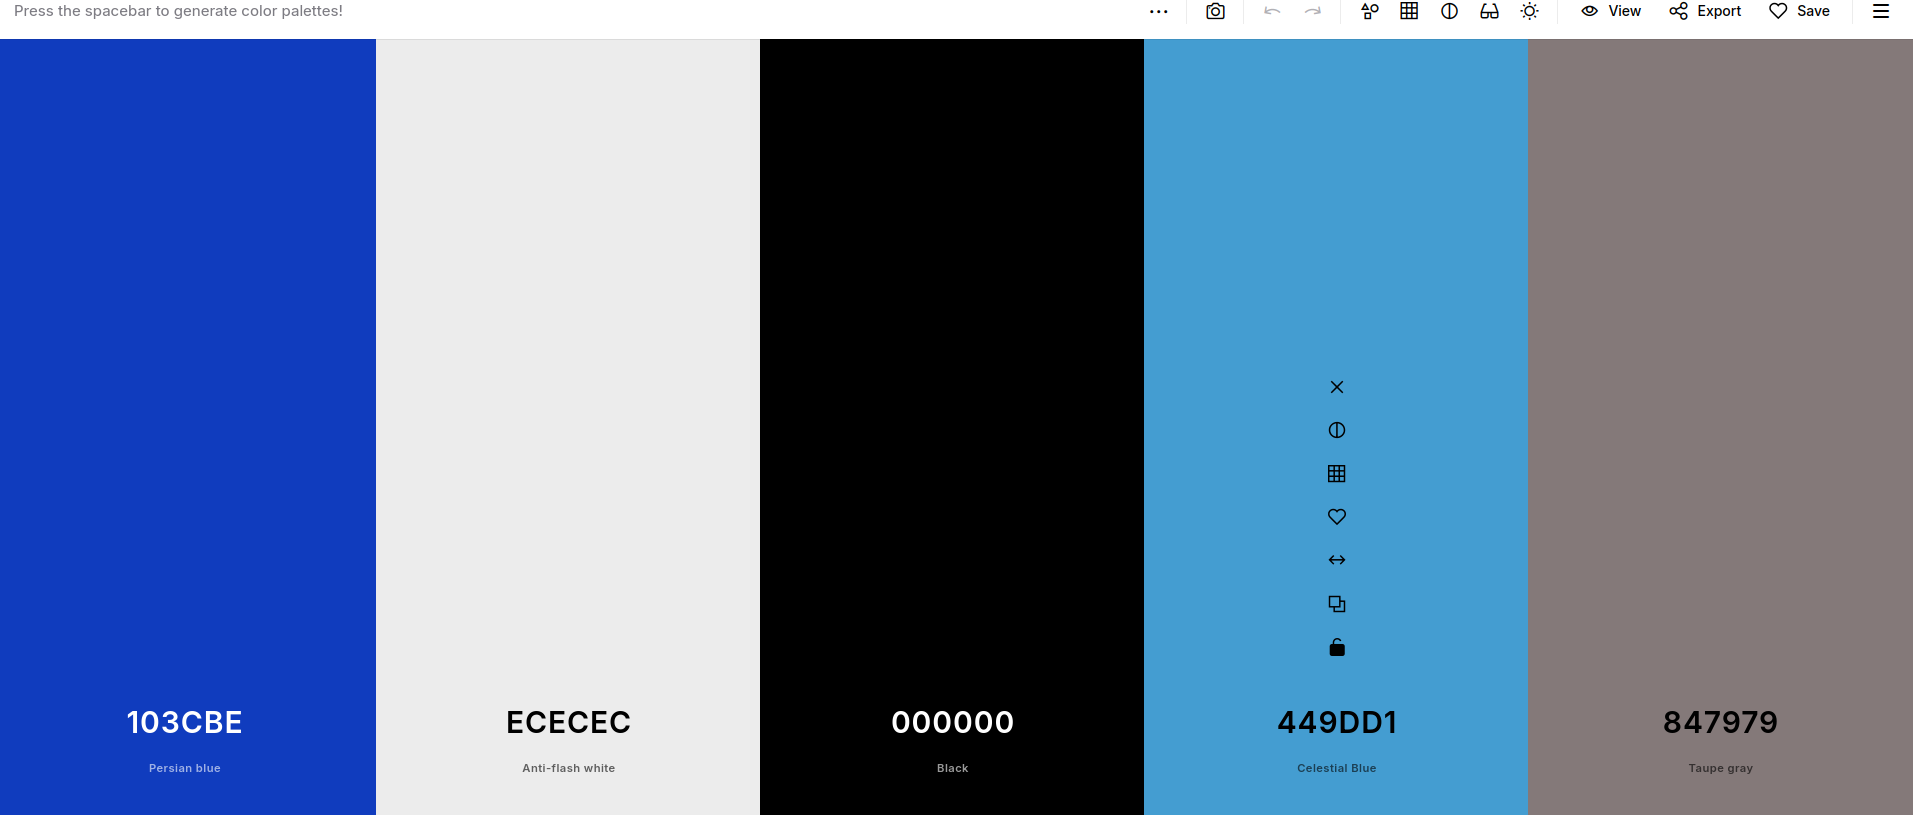 Press the spacebar to generate color palettes!
View
Export
Save
103CBE
Persian blue
ECECEC
Anti-flash white
000000
Black
449DD1
Celestial Blue
847979
Taupe gray